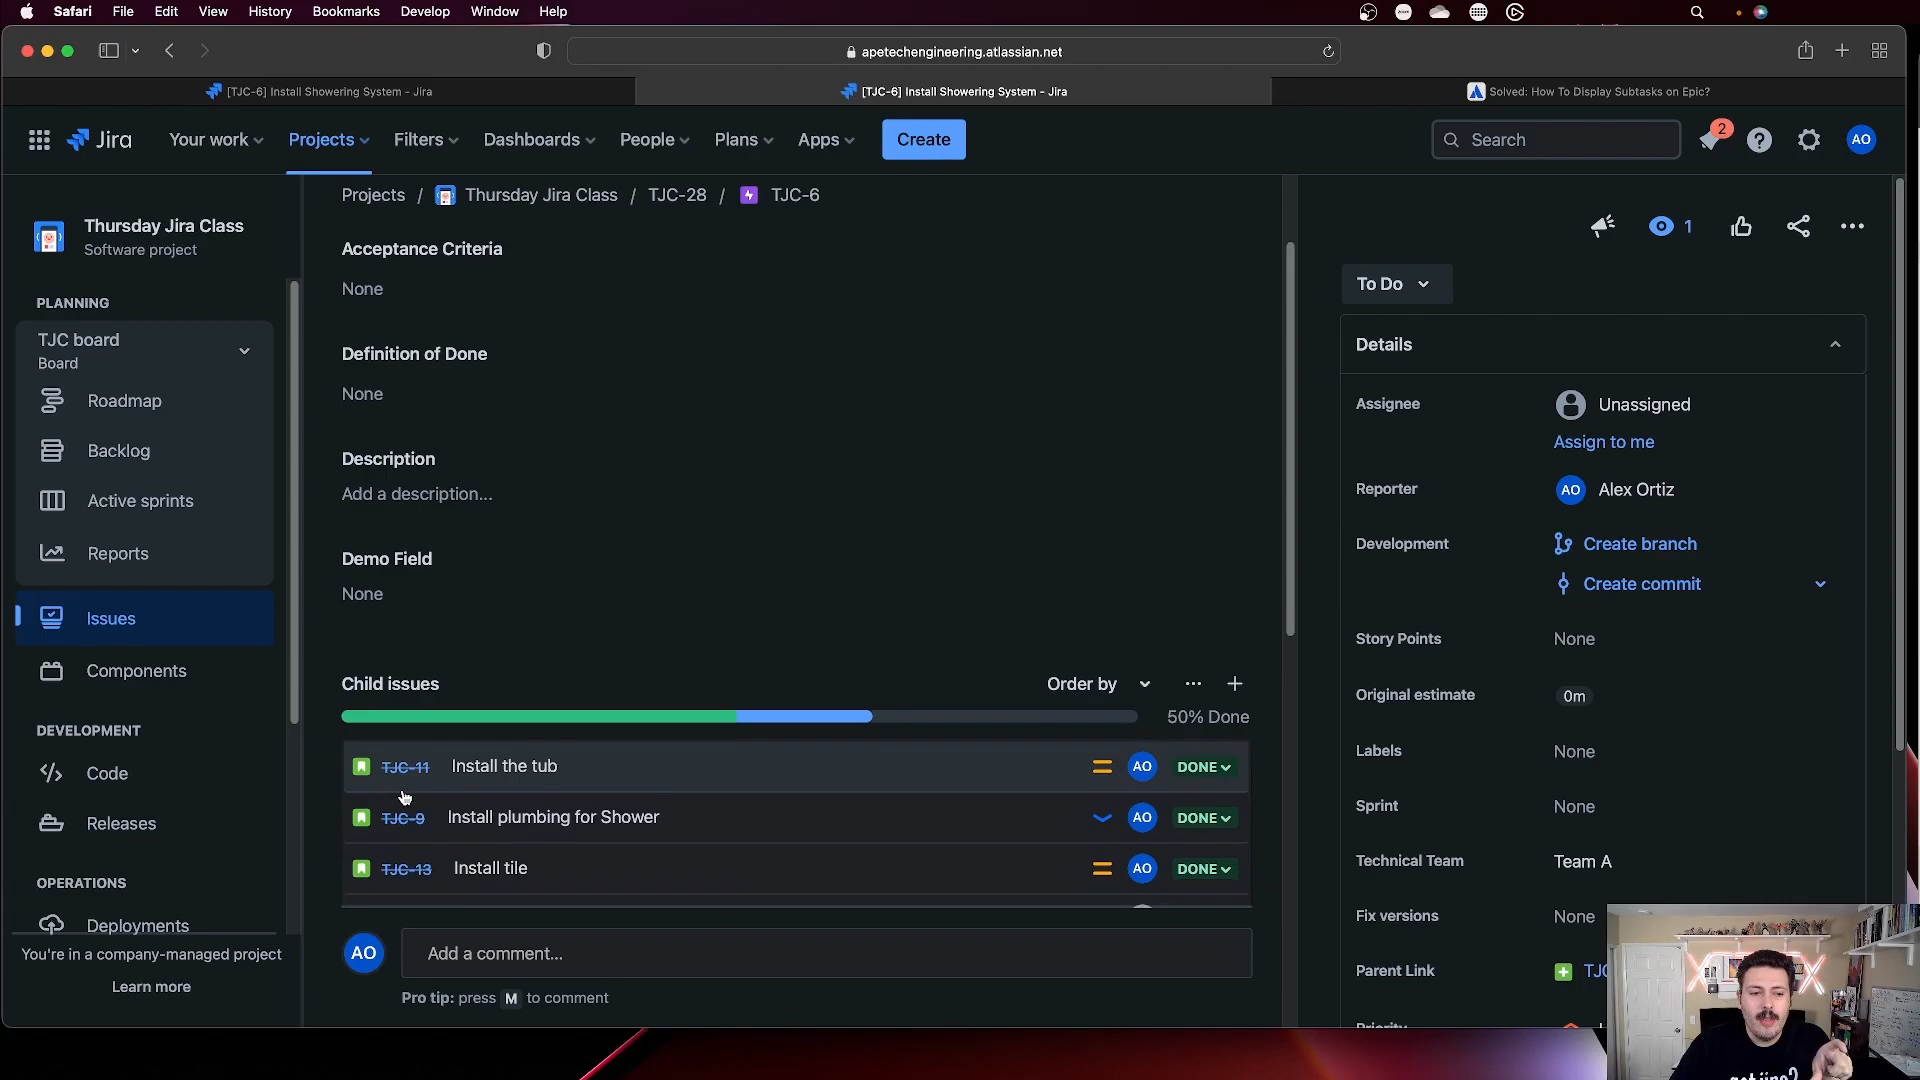 Safari File Edit View History Bookmarks Develop Window Help
apetechengineering.atlassian.net
[TJC-6] Install Showering System - Jira
[TJC-6] Install Showering System - Jira
Solved: How To Display Subtasks on Epic?
Jira
Your work
Projects
Filters
Dashboards
People
Plans
Apps
Create
Search
2
AO
Thursday Jira Class
Software project
PLANNING
TJC board
Board
Roadmap
Backlog
Active sprints
Reports
Issues
Components
DEVELOPMENT
Code
Releases
OPERATIONS
Deployments
You're in a company-managed project
Learn more
Projects / Thursday Jira Class / TJC-28 / TJC-6
Acceptance Criteria
None
Definition of Done
None
Description
Add a description...
Demo Field
None
Child issues
Order by
50% Done
TJC-11 Install the tub AO DONE
TJC-9 Install plumbing for Shower AO DONE
TJC-13 Install tile AO DONE
AO Add a comment...
Pro tip: press M to comment
1
To Do
Details
Assignee Unassigned
Assign to me
Reporter AO Alex Ortiz
Development Create branch
Create commit
Story Points None
Original estimate 0m
Labels None
Sprint None
Technical Team Team A
Fix versions None
Parent Link
Priority